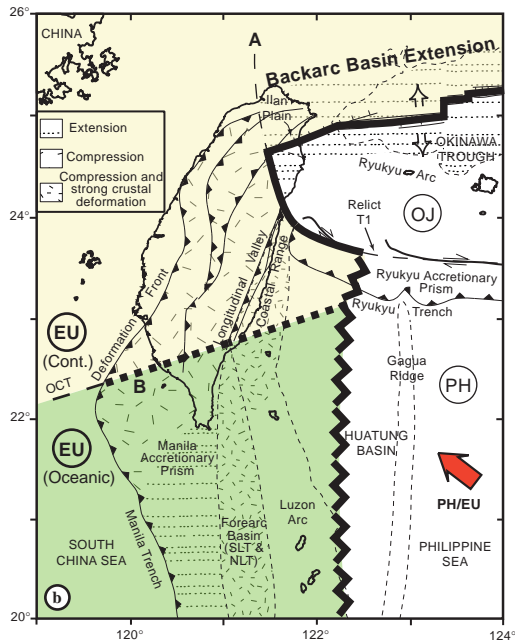 26°
CHINA
A
Backarc Basin Extension
Ilan
Plain
Extension
Compression
Compression and
strong crustal
deformation
OKINAWA
TROUGH
Ryukyu Arc
OJ
24°
Relict
T1
Longitudinal Valley
Coastal Range
Ryukyu Accretionary
Prism
Ryukyu Trench
Deformation Front
EU
(Cont.)
OCT
B
Gagua
Ridge
PH
22°
EU
(Oceanic)
Manila
Accretionary
Prism
HUATUNG
BASIN
PH/EU
Luzon
Arc
Forearc
Basin
(SLT &
NLT)
Manila Trench
SOUTH
CHINA SEA
PHILIPPINE
SEA
b
20°
120°
122°
124°